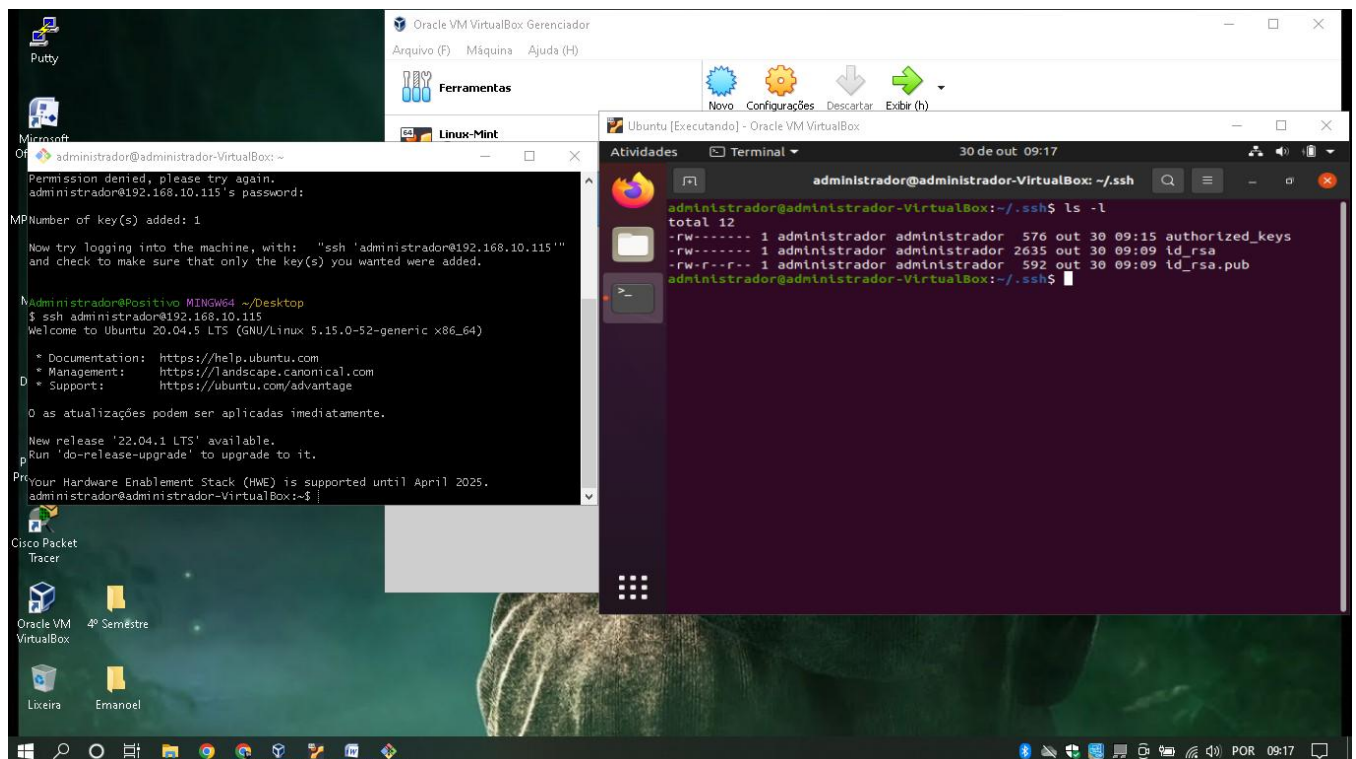 Putty
Microsoft
Of
MP
N
D
P
Pro
Cisco Packet
Tracer
Oracle VM
VirtualBox
4º Semestre
Lixeira
Emanoel
Oracle VM VirtualBox Gerenciador
Arquivo (F) Máquina Ajuda (H)
Ferramentas
Novo Configurações Descartar Exibir (h)
64 Linux-Mint
administrador@administrador-VirtualBox: ~
Permission denied, please try again.
administrador@192.168.10.115's password:
Number of key(s) added: 1
Now try logging into the machine, with:   "ssh 'administrador@192.168.10.115'"
and check to make sure that only the key(s) you wanted were added.
Administrador@Positivo MINGW64 ~/Desktop
$ ssh administrador@192.168.10.115
Welcome to Ubuntu 20.04.5 LTS (GNU/Linux 5.15.0-52-generic x86_64)
* Documentation:  https://help.ubuntu.com
* Management:     https://landscape.canonical.com
* Support:        https://ubuntu.com/advantage
0 as atualizações podem ser aplicadas imediatamente.
New release '22.04.1 LTS' available.
Run 'do-release-upgrade' to upgrade to it.
Your Hardware Enablement Stack (HWE) is supported until April 2025.
administrador@administrador-VirtualBox:~$
Ubuntu [Executando] - Oracle VM VirtualBox
Atividades Terminal 30 de out 09:17
administrador@administrador-VirtualBox: ~/.ssh
administrador@administrador-VirtualBox:~/.ssh$ ls -l
total 12
-rw------- 1 administrador administrador  576 out 30 09:15 authorized_keys
-rw------- 1 administrador administrador 2635 out 30 09:09 id_rsa
-rw-r--r-- 1 administrador administrador  592 out 30 09:09 id_rsa.pub
administrador@administrador-VirtualBox:~/.ssh$
POR 09:17